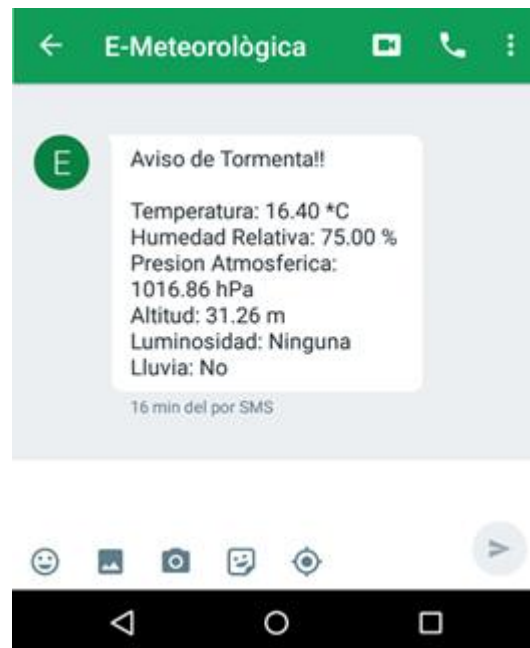 E-Meteorològica
E
Aviso de Tormenta!!
Temperatura: 16.40 *C
Humedad Relativa: 75.00 %
Presion Atmosferica:
1016.86 hPa
Altitud: 31.26 m
Luminosidad: Ninguna
Lluvia: No
16 min del por SMS